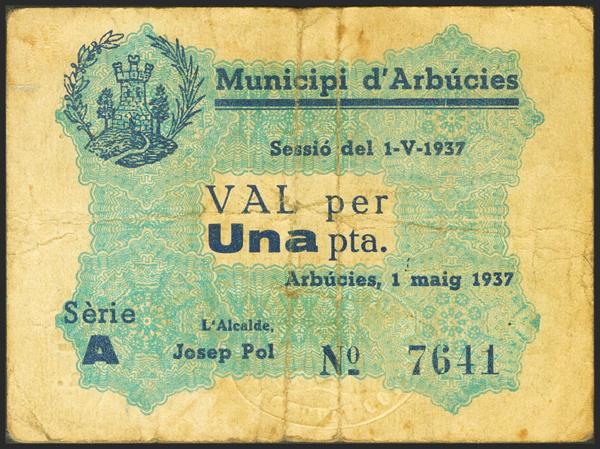 Municipi d'Arbúcies
Sessió del 1-V-1937
VAL per
Una pta.
Arbúcies, 1 maig 1937
Sèrie
A
L'Alcalde,
Josep Pol
Nº 7641